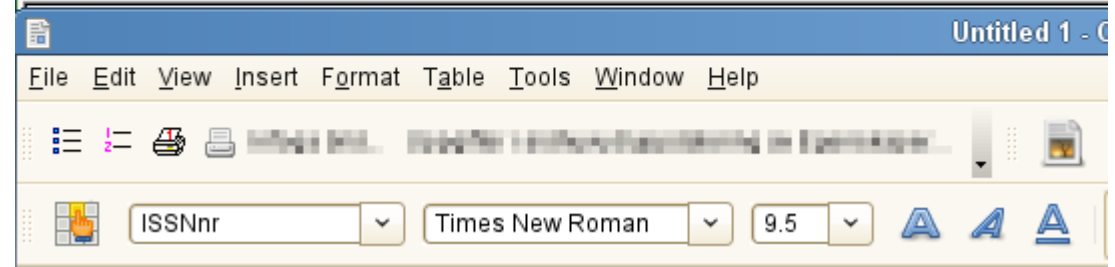 Untitled 1 -
File Edit View Insert Format Table Tools Window Help
ISSNnr Times New Roman 9.5 A A A